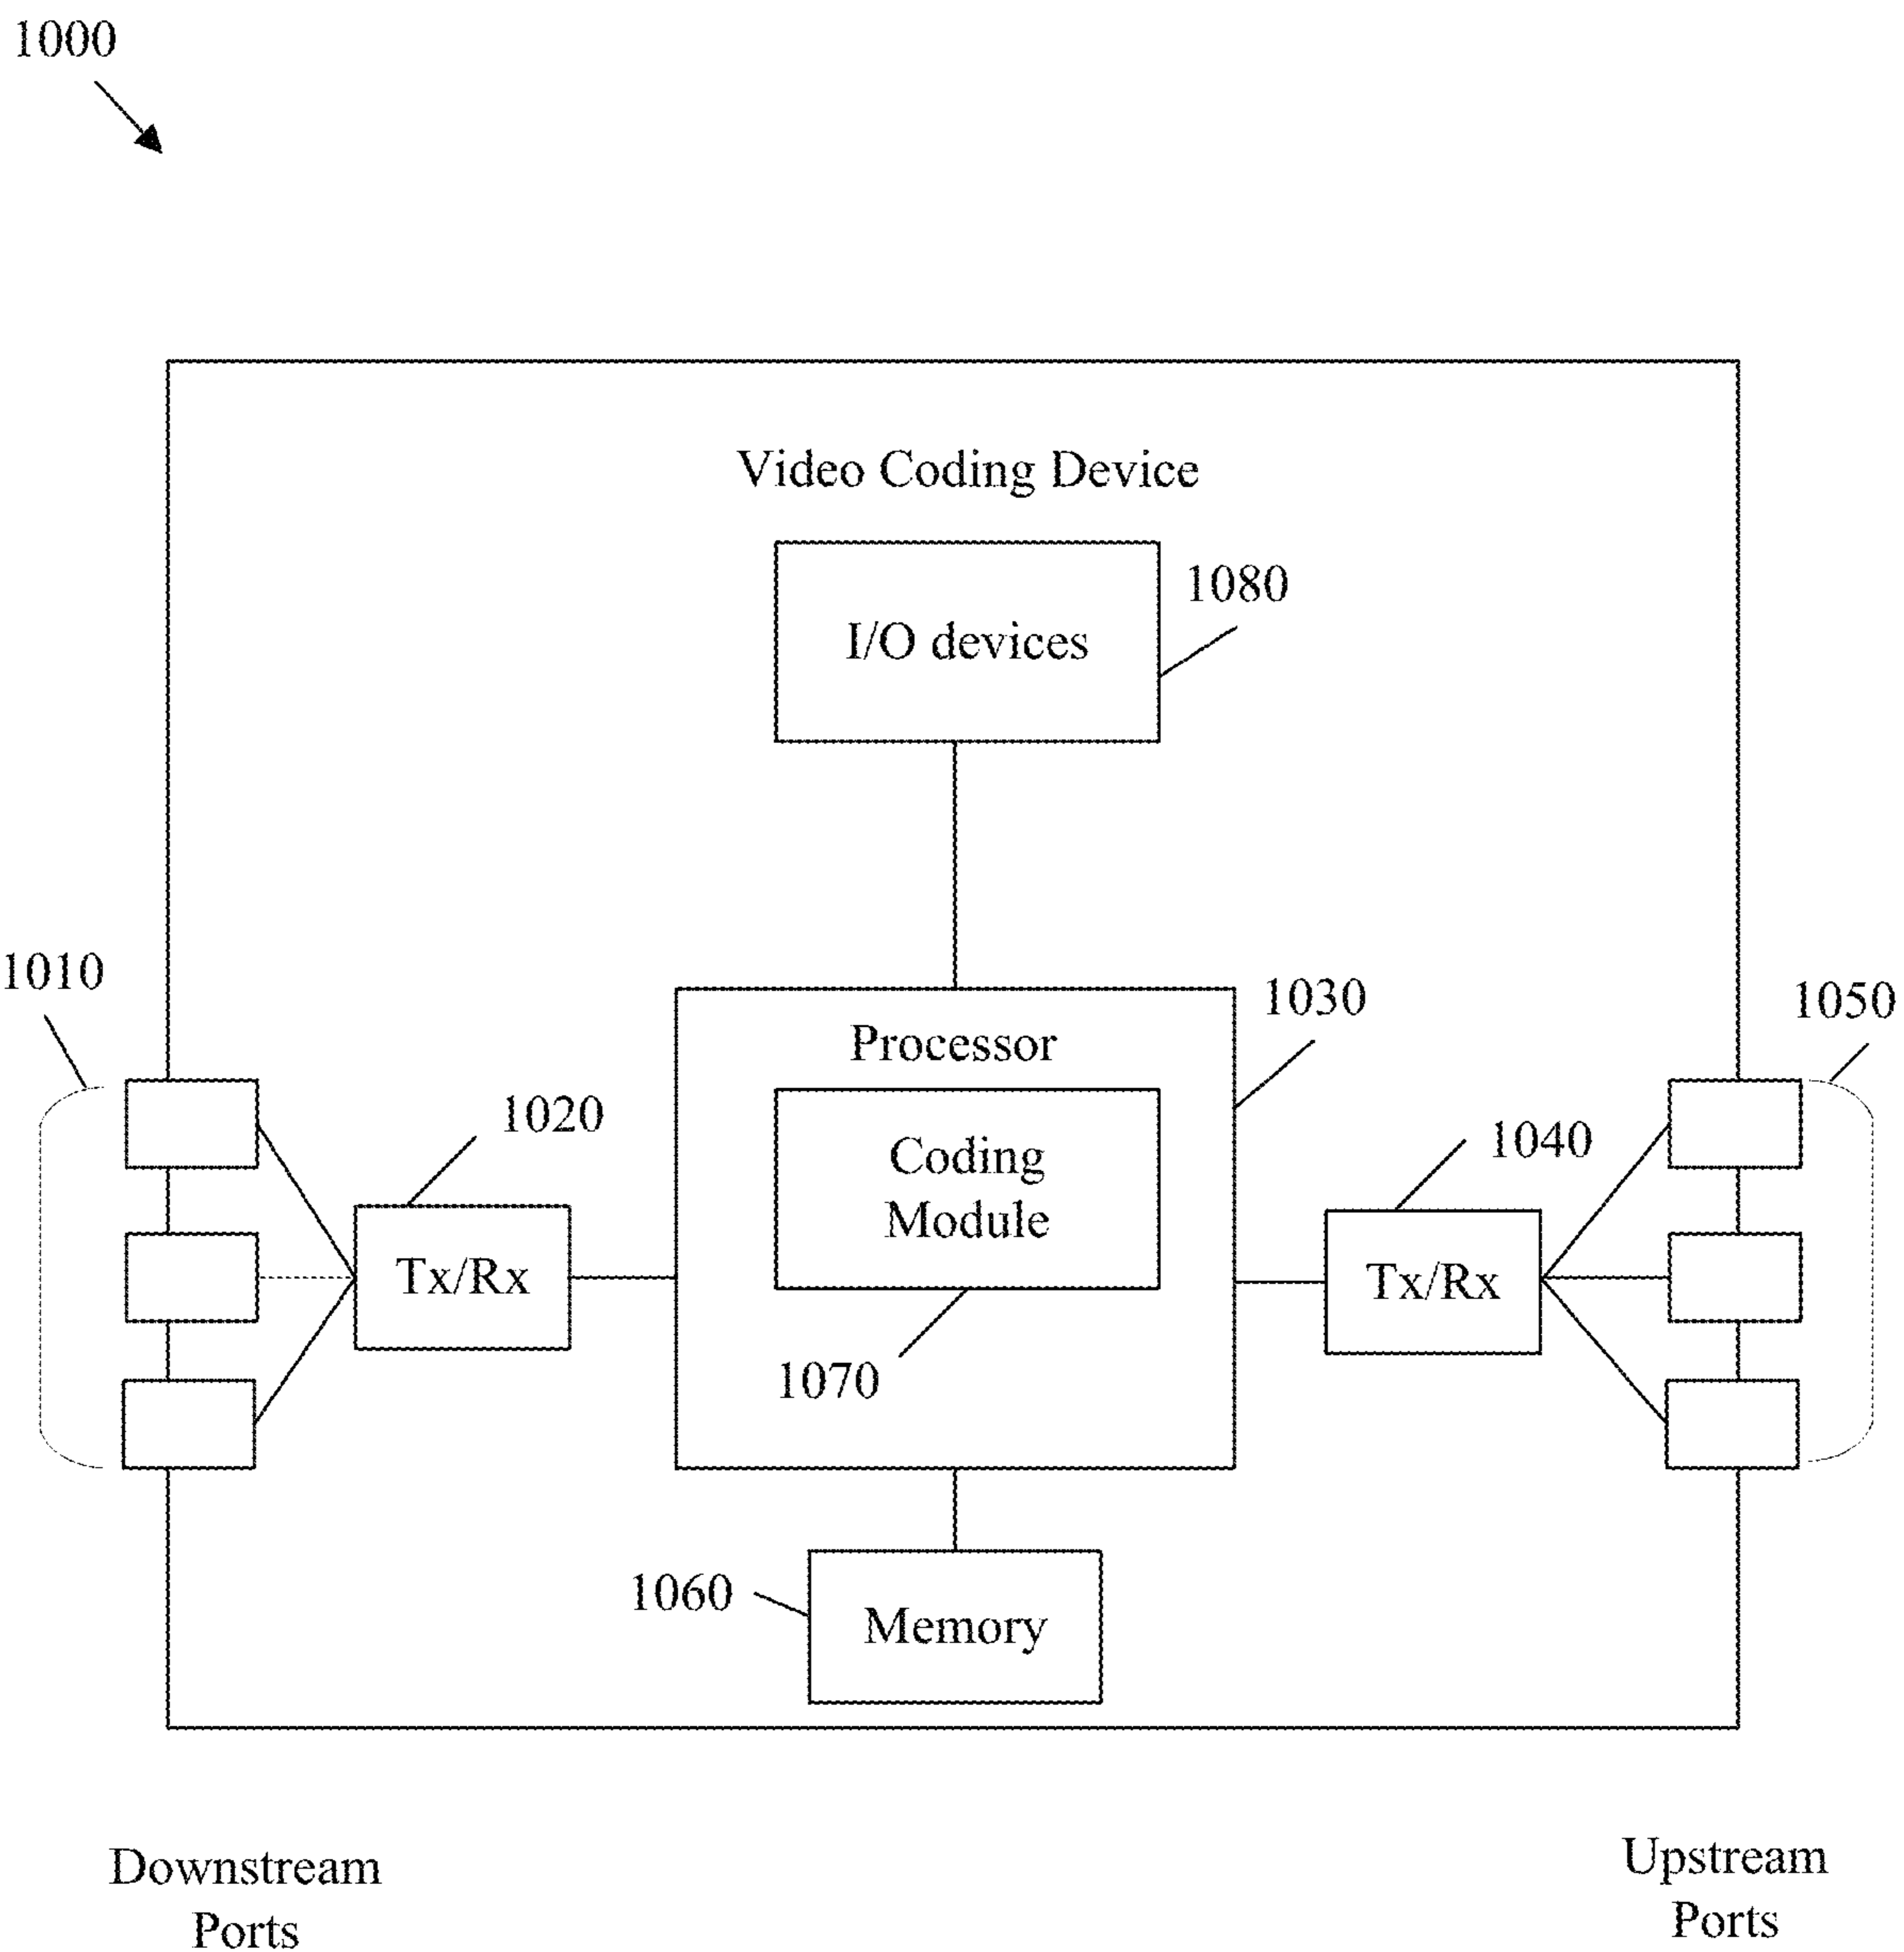 1000
Video Coding Device
I/O devices
1080
1010
1030
1050
Processor
1020
Coding
Module
1040
Tx/Rx
Tx/Rx
1070
1060
Memory
Downstream
Ports
Upstream
Ports